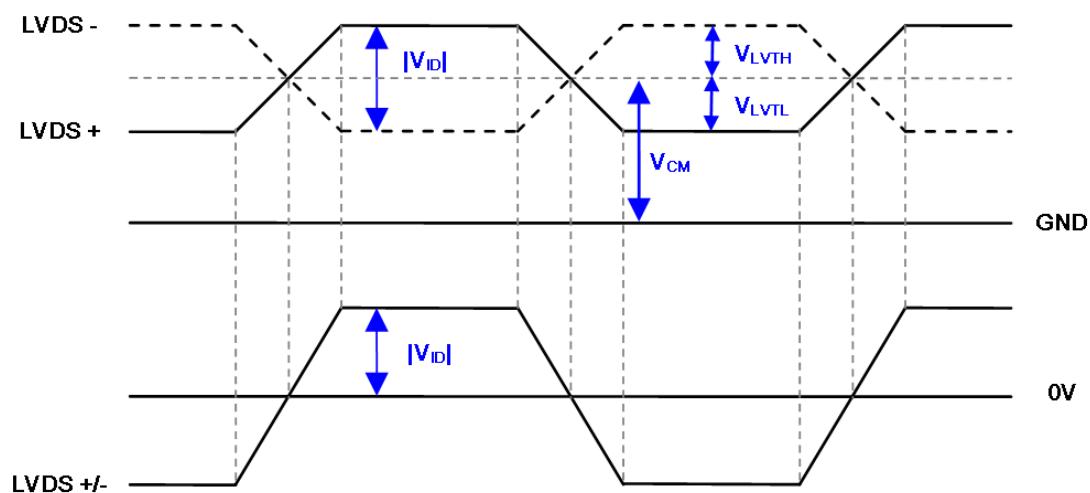 LVDS -
|VID|
VLVTH
VLVTL
LVDS +
VCM
GND
|VID|
0V
LVDS +/-